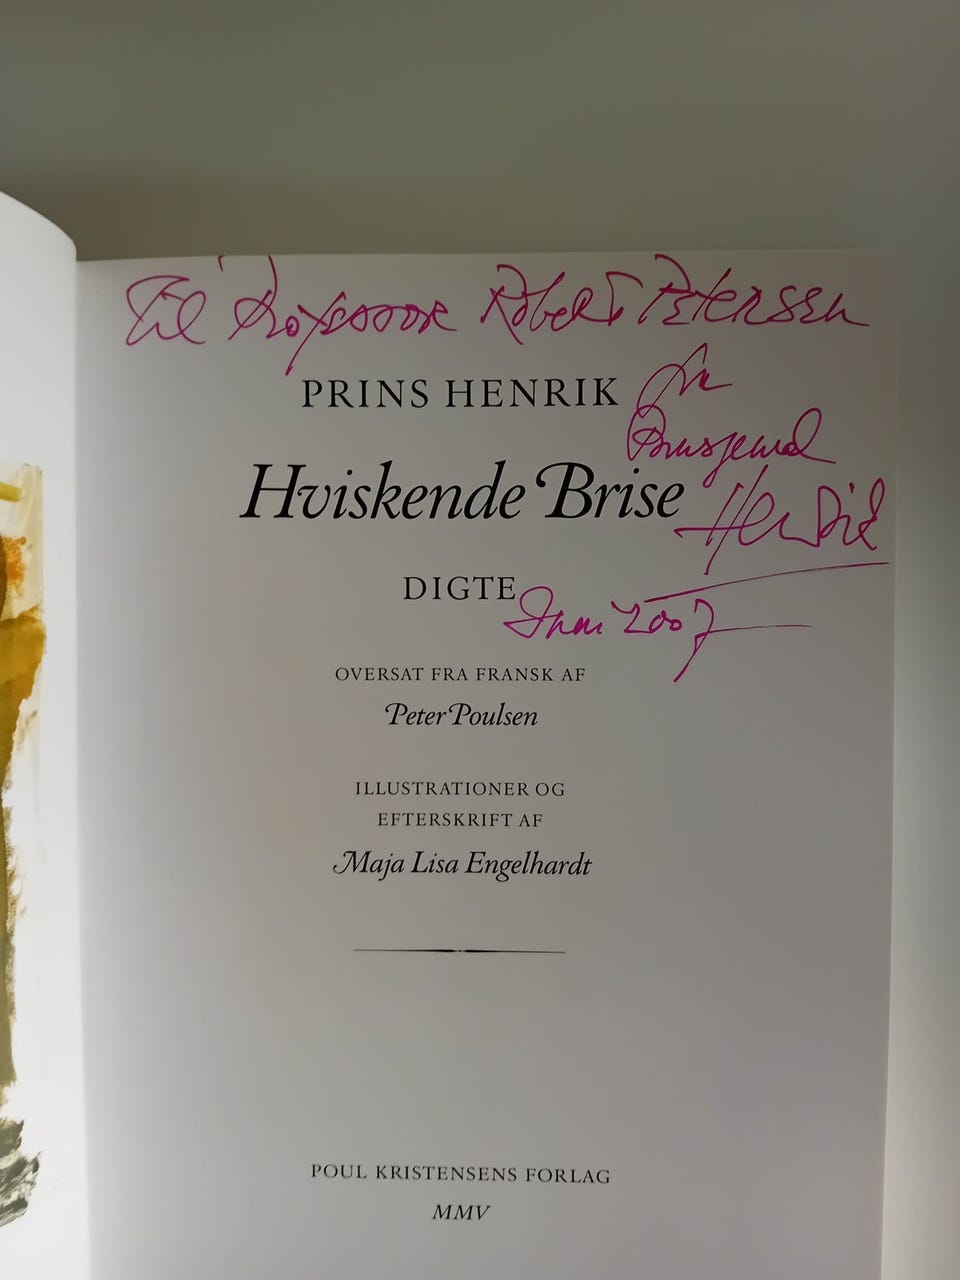 Til Professor Robert Petersen
fra
PRINS HENRIK
Prinsgemal
Hviskende Brise
Henrik
DIGTE
Juni 2007
OVERSAT FRA FRANSK AF
Peter Poulsen
ILLUSTRATIONER OG
EFTERSKRIFT AF
Maja Lisa Engelhardt
POUL KRISTENSENS FORLAG
MMV